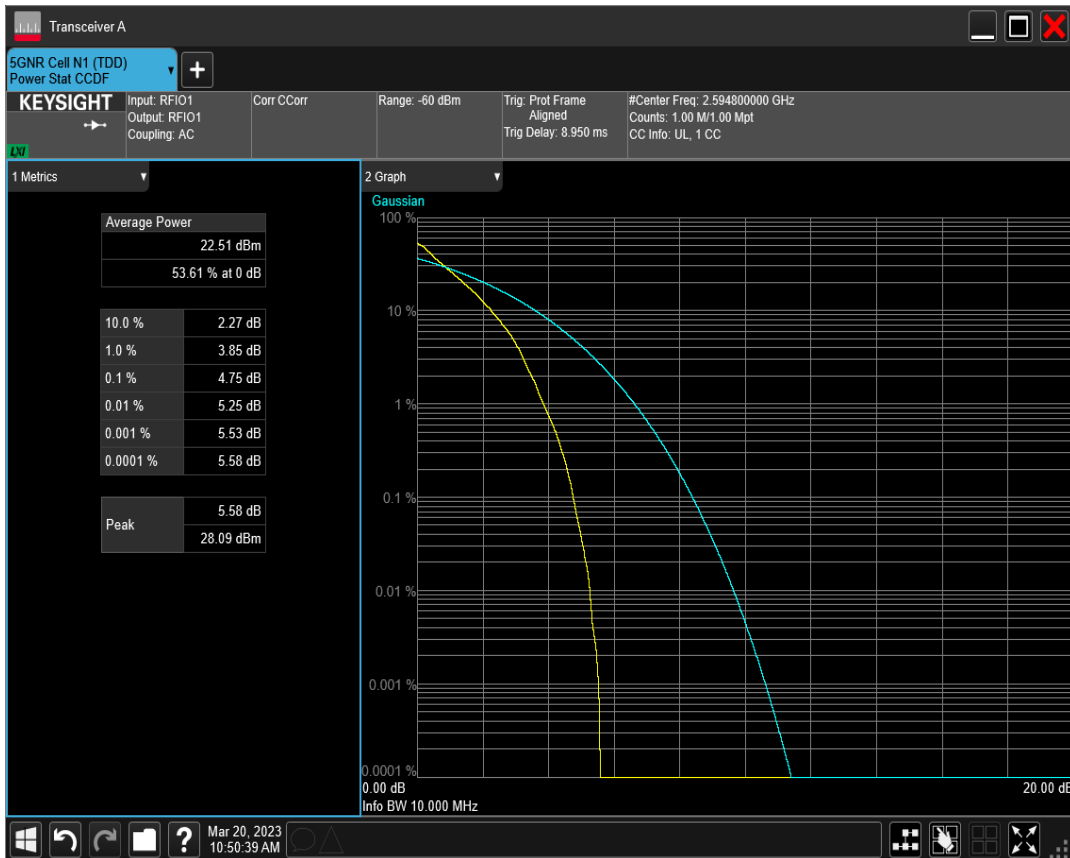 Transceiver A
5GNR Cell N1 (TDD)
Power Stat CCDF
+
KEYSIGHT
LXI
Input: RFIO1
Output: RFIO1
Coupling: AC
Corr CCorr
Range: -60 dBm
Trig: Prot Frame
Aligned
Trig Delay: 8.950 ms
#Center Freq: 2.594800000 GHz
Counts: 1.00 M/1.00 Mpt
CC Info: UL, 1 CC
1 Metrics
Average Power
22.51 dBm
53.61 % at 0 dB
10.0 % 2.27 dB
1.0 % 3.85 dB
0.1 % 4.75 dB
0.01 % 5.25 dB
0.001 % 5.53 dB
0.0001 % 5.58 dB
Peak
5.58 dB
28.09 dBm
2 Graph
Gaussian
100 %
10 %
1 %
0.1 %
0.01 %
0.001 %
0.0001 %
0.00 dB 20.00 dB
Info BW 10.000 MHz
?
Mar 20, 2023
10:50:39 AM